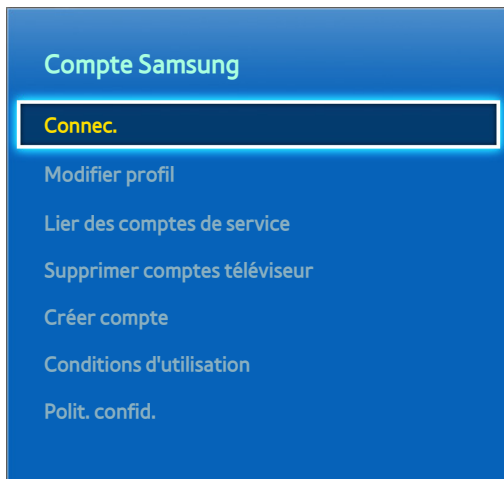 Compte Samsung
Connec.
Modifier profil
Lier des comptes de service
Supprimer comptes téléviseur
Créer compte
Conditions d'utilisation
Polit. confid.